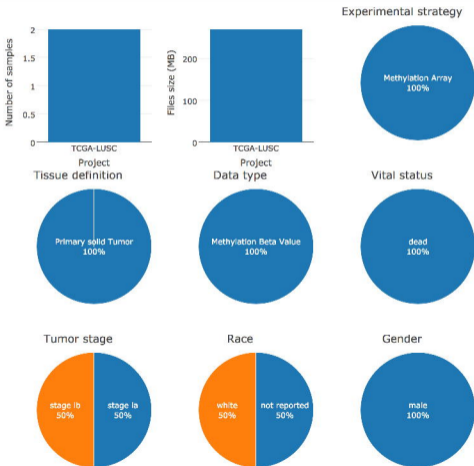 Experimental strategy
Number of samples
2
1.5
1
0.5
0
TCGA-LUSC
Project
Files size (MB)
200
100
0
TCGA-LUSC
Project
Methylation Array
100%
Tissue definition
Primary solid Tumor
100%
Data type
Methylation Beta Value
100%
Vital status
dead
100%
Tumor stage
stage ib
50%
stage ia
50%
Race
white
50%
not reported
50%
Gender
male
100%